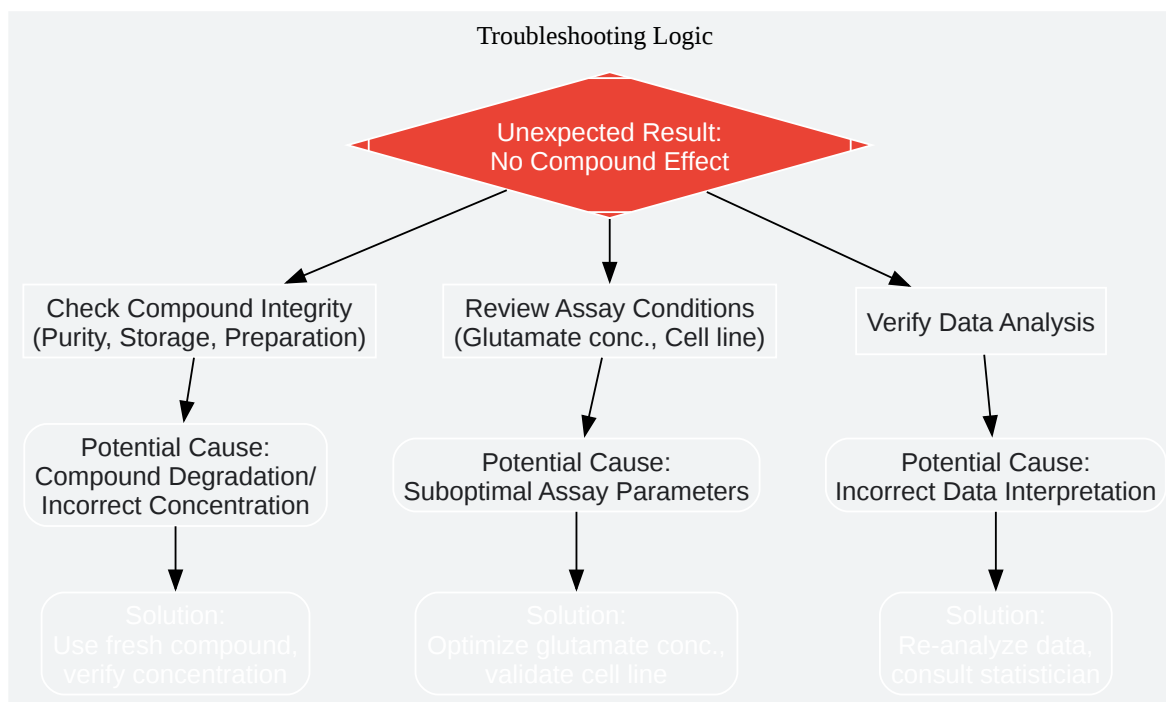 Troubleshooting Logic
Unexpected Result:
No Compound Effect
Check Compound Integrity
(Purity, Storage, Preparation)
Review Assay Conditions
(Glutamate conc., Cell line)
Verify Data Analysis
Potential Cause:
Compound Degradation/
Incorrect Concentration
Potential Cause:
Suboptimal Assay Parameters
Potential Cause:
Incorrect Data Interpretation
Solution:
Use fresh compound,
verify concentration
Solution:
Optimize glutamate conc.,
validate cell line
Solution:
Re-analyze data,
consult statistician